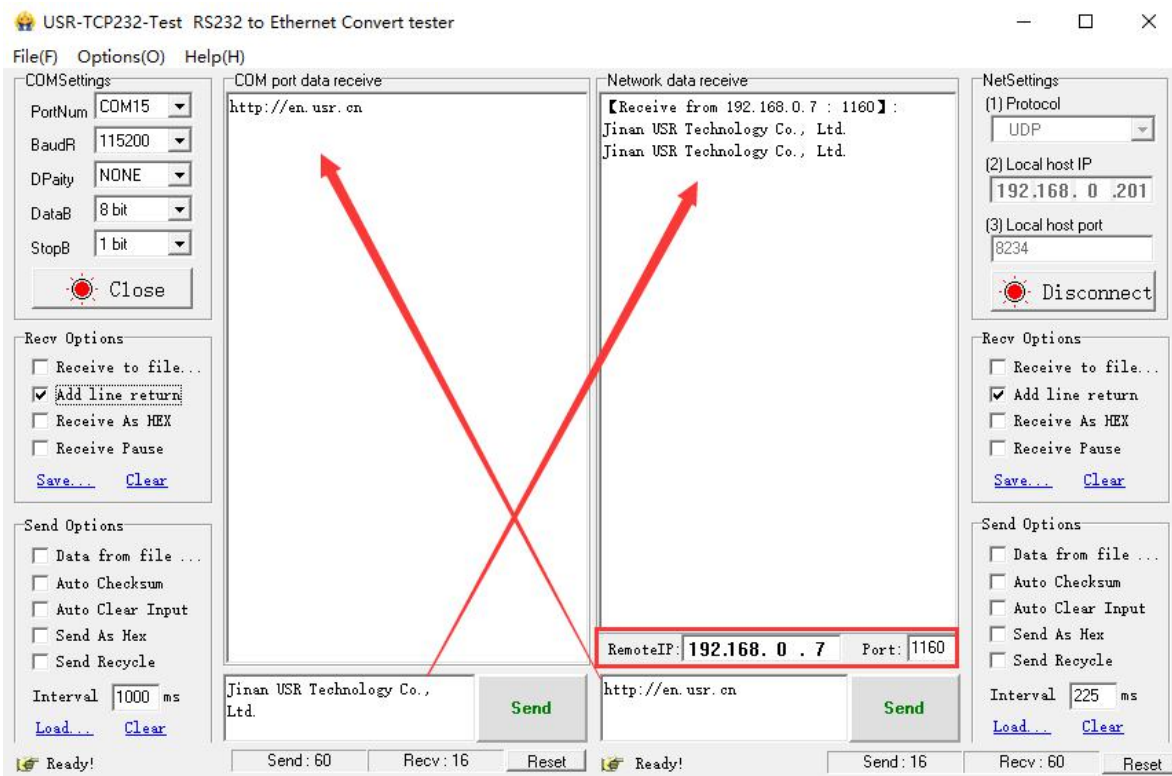 USR-TCP232-Test RS232 to Ethernet Convert tester
File(F) Options(O) Help(H)
COMSettings
PortNum COM15
BaudR 115200
DPaity NONE
DataB 8 bit
StopB 1 bit
Close
Recv Options
Receive to file...
Add line return
Receive As HEX
Receive Pause
Save... Clear
Send Options
Data from file ...
Auto Checksum
Auto Clear Input
Send As Hex
Send Recycle
Interval 1000 ms
Load... Clear
Ready!
COM port data receive
http://en.usr.cn
Jinan USR Technology Co.,
Ltd.
Send
Send : 60 Recv : 16 Reset
Network data receive
【Receive from 192.168.0.7 : 1160】:
Jinan USR Technology Co., Ltd.
Jinan USR Technology Co., Ltd.
RemoteIP: 192.168. 0 . 7 Port: 1160
http://en.usr.cn
Send
Ready!
Send : 16 Recv : 60 Reset
NetSettings
(1) Protocol
UDP
(2) Local host IP
192.168. 0 .201
(3) Local host port
8234
Disconnect
Recv Options
Receive to file...
Add line return
Receive As HEX
Receive Pause
Save... Clear
Send Options
Data from file ...
Auto Checksum
Auto Clear Input
Send As Hex
Send Recycle
Interval 225 ms
Load... Clear